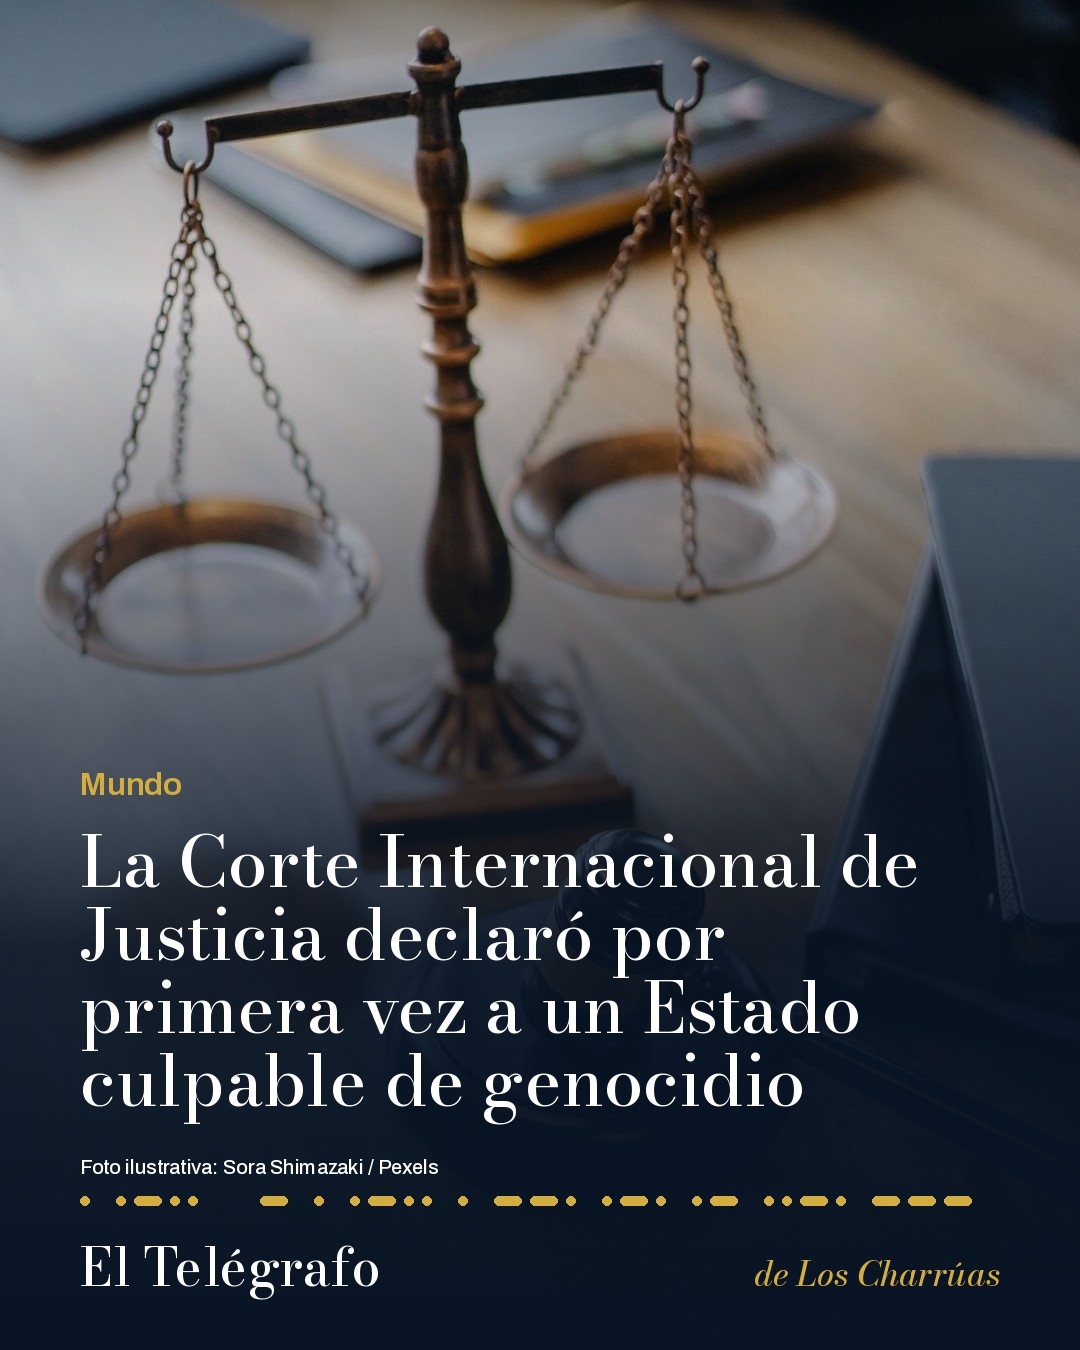 Mundo
La Corte Internacional de
Justicia declaró por
primera vez a un Estado
culpable de genocidio
Foto ilustrativa: Sora Shimazaki / Pexels
El Telégrafo
de Los Charrúas